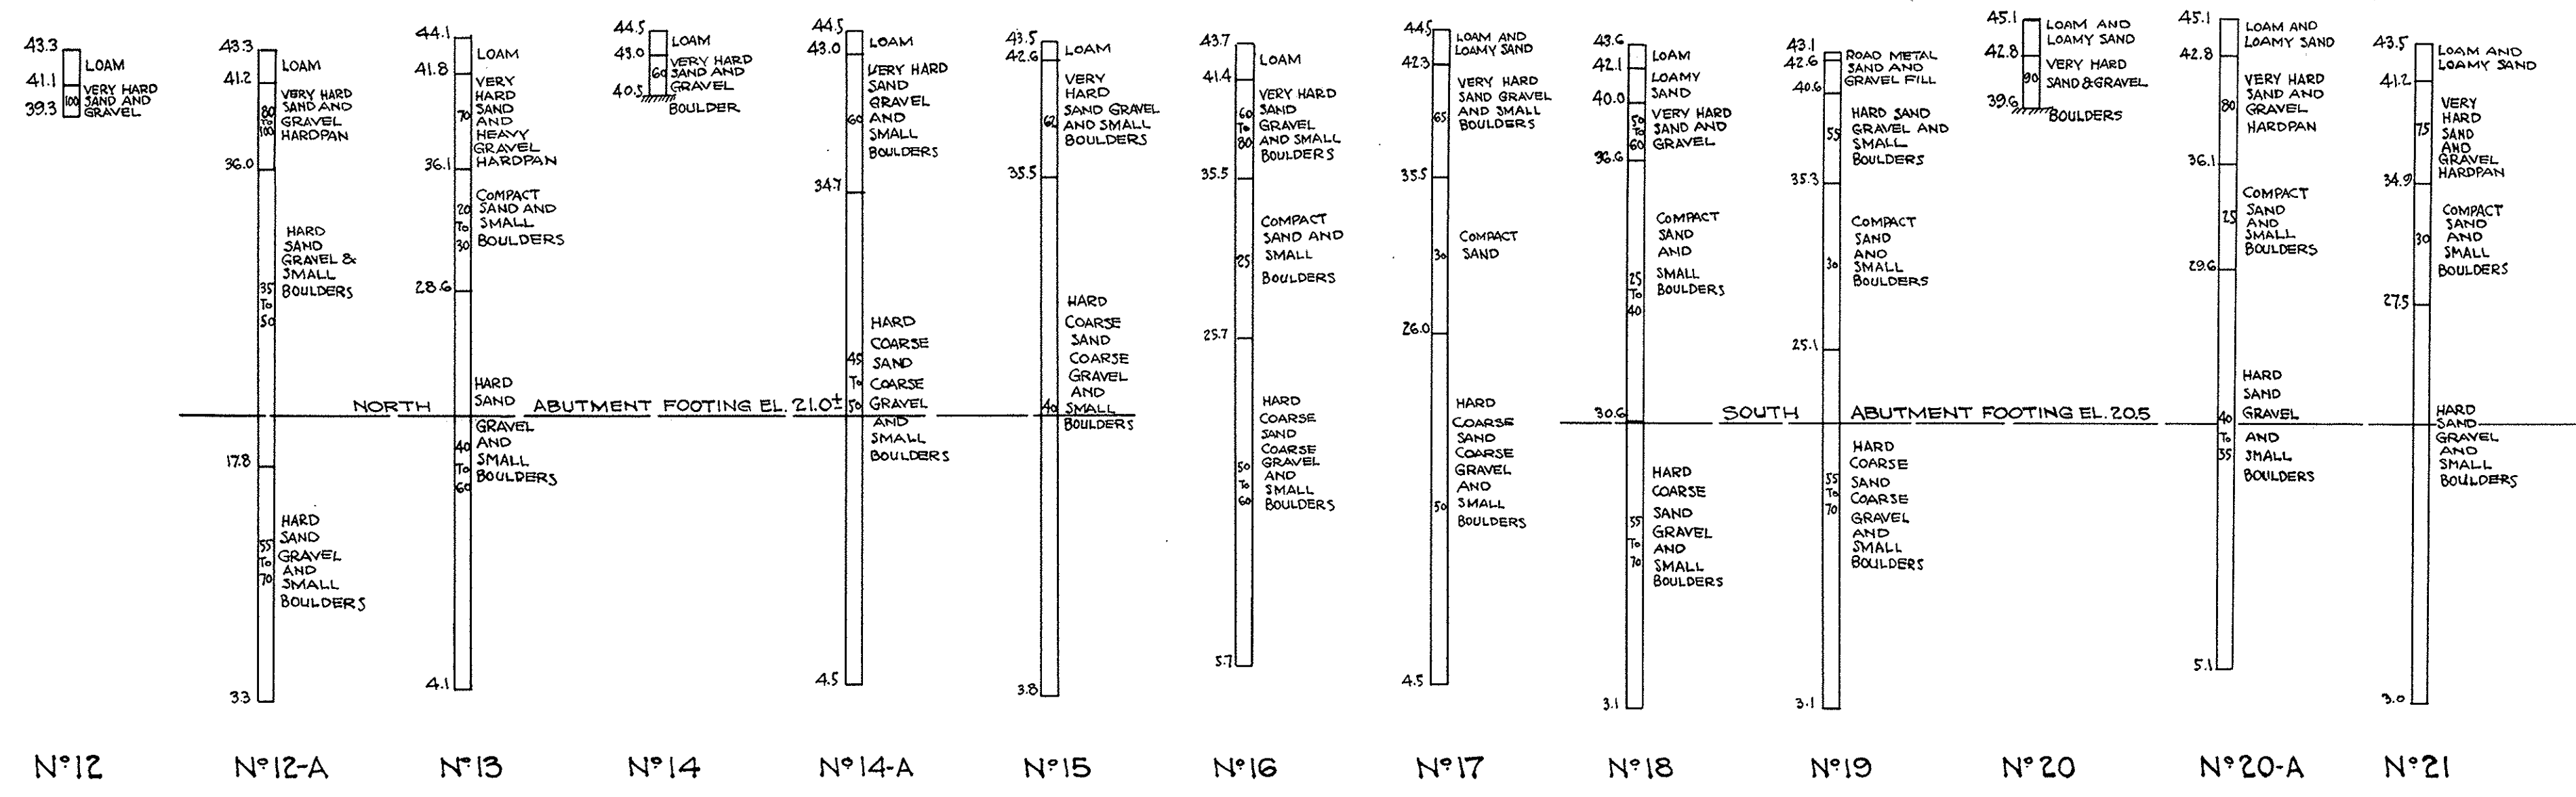 43.3
LOAM
41.1
VERY HARD
100 SAND AND
39.3
GRAVEL
Nº12
43.3
LOAM
41.2
VERY HARD
SAND AND
80
To
100
GRAVEL
HARDPAN
36.0
HARD
SAND
GRAVEL &
SMALL
BOULDERS
35
To
50
17.8
HARD
SAND
GRAVEL
AND
SMALL
BOULDERS
55
To
70
3.3
Nº12-A
44.1
LOAM
41.8
VERY
HARD
SAND
AND
HEAVY
GRAVEL
HARDPAN
70
36.1
COMPACT
SAND AND
SMALL
BOULDERS
20
To
30
28.6
HARD
SAND
GRAVEL
AND
SMALL
BOULDERS
40
To
60
4.1
Nº13
NORTH ABUTMENT FOOTING EL. 21.0±
44.5
LOAM
43.0
VERY HARD
60 SAND AND
GRAVEL
40.5
BOULDER
Nº14
44.5
LOAM
43.0
VERY HARD
SAND
GRAVEL
AND
SMALL
BOULDERS
60
34.7
HARD
COARSE
SAND
COARSE
GRAVEL
AND
SMALL
BOULDERS
45
To
50
4.5
Nº14-A
43.5
LOAM
42.6
VERY
HARD
SAND GRAVEL
AND SMALL
BOULDERS
62
35.5
HARD
COARSE
SAND
COARSE
GRAVEL
AND
SMALL
BOULDERS
40
3.8
Nº15
43.7
LOAM
41.4
VERY HARD
SAND
GRAVEL
AND SMALL
BOULDERS
60
To
80
35.5
COMPACT
SAND AND
SMALL
BOULDERS
25
25.7
HARD
COARSE
SAND
COARSE
GRAVEL
AND
SMALL
BOULDERS
50
To
60
5.7
Nº16
44.5
LOAM AND
LOAMY SAND
42.3
VERY HARD
SAND GRAVEL
AND SMALL
BOULDERS
65
35.5
COMPACT
SAND
30
26.0
HARD
COARSE
SAND
COARSE
GRAVEL
AND
SMALL
BOULDERS
50
4.5
Nº17
43.6
LOAM
42.1
LOAMY
SAND
40.0
VERY HARD
SAND AND
GRAVEL
50
To
60
36.6
COMPACT
SAND
AND
SMALL
BOULDERS
25
To
40
30.6
HARD
COARSE
SAND
GRAVEL
AND
SMALL
BOULDERS
55
To
70
3.1
Nº18
SOUTH ABUTMENT FOOTING EL. 20.5
43.1
ROAD METAL
42.6
SAND AND
GRAVEL FILL
40.6
HARD SAND
GRAVEL AND
SMALL
BOULDERS
55
35.3
COMPACT
SAND
AND
SMALL
BOULDERS
30
25.1
HARD
COARSE
SAND
COARSE
GRAVEL
AND
SMALL
BOULDERS
55
To
70
3.1
Nº19
45.1
LOAM AND
LOAMY SAND
42.8
VERY HARD
SAND & GRAVEL
90
39.6
BOULDERS
Nº20
45.1
LOAM AND
LOAMY SAND
42.8
VERY HARD
SAND AND
GRAVEL
HARDPAN
80
36.1
COMPACT
SAND
AND
SMALL
BOULDERS
25
29.6
HARD
SAND
GRAVEL
AND
SMALL
BOULDERS
40
To
35
5.1
Nº20-A
43.5
LOAM AND
LOAMY SAND
41.2
VERY
HARD
SAND
AND
GRAVEL
HARDPAN
75
34.9
COMPACT
SAND
AND
SMALL
BOULDERS
30
27.5
HARD
SAND
GRAVEL
AND
SMALL
BOULDERS
3.0
Nº21